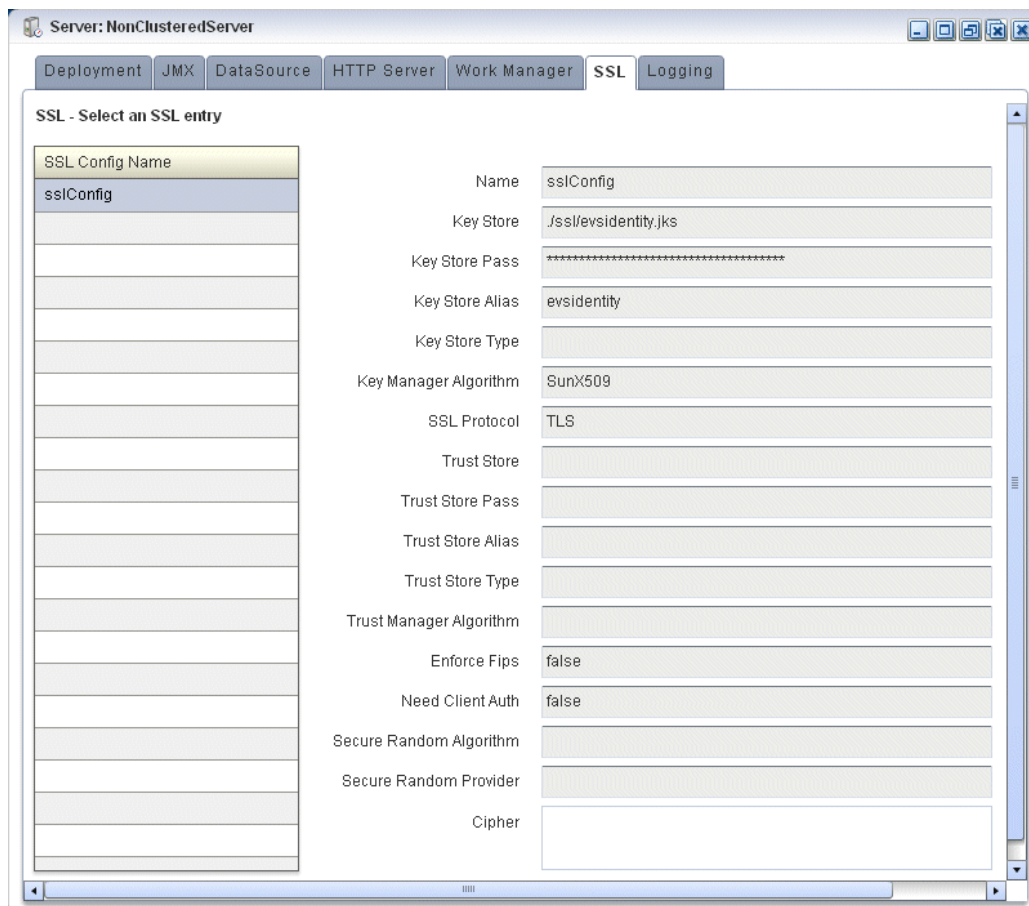 Server: NonClusteredServer
Deployment JMX DataSource HTTP Server Work Manager SSL Logging
SSL - Select an SSL entry
SSL Config Name
sslConfig
Name sslConfig
Key Store ./ssl/evsidentity.jks
Key Store Pass *************************************
Key Store Alias evsidentity
Key Store Type
Key Manager Algorithm SunX509
SSL Protocol TLS
Trust Store
Trust Store Pass
Trust Store Alias
Trust Store Type
Trust Manager Algorithm
Enforce Fips false
Need Client Auth false
Secure Random Algorithm
Secure Random Provider
Cipher